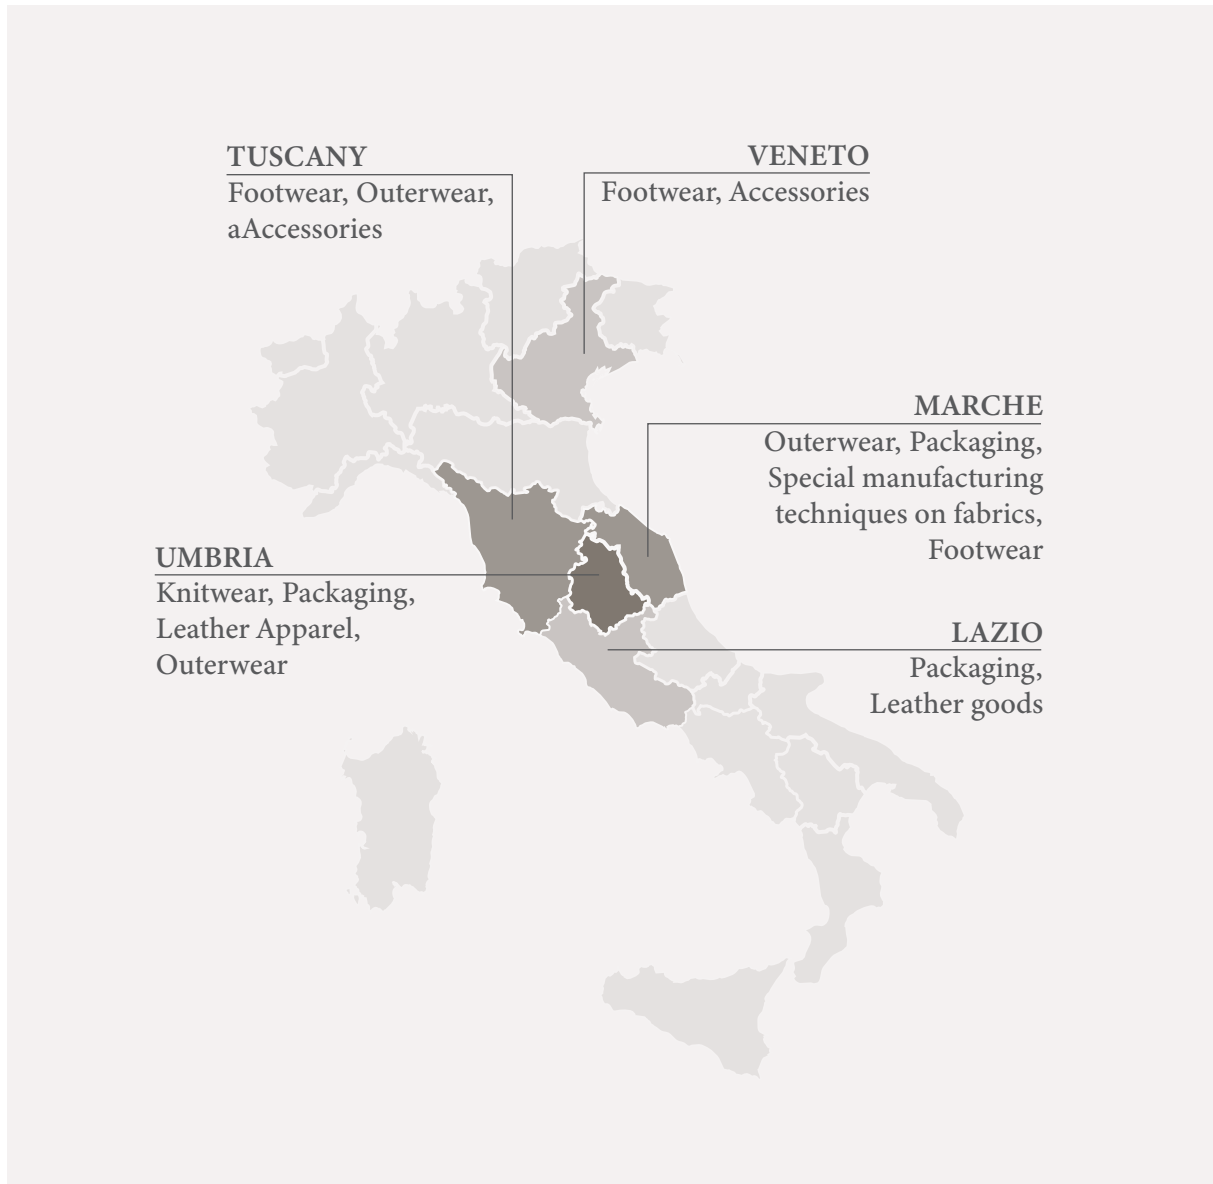 TUSCANY
Footwear, Outerwear,
aAccessories
VENETO
Footwear, Accessories
MARCHE
Outerwear, Packaging,
Special manufacturing
techniques on fabrics,
Footwear
UMBRIA
Knitwear, Packaging,
Leather Apparel,
Outerwear
LAZIO
Packaging,
Leather goods